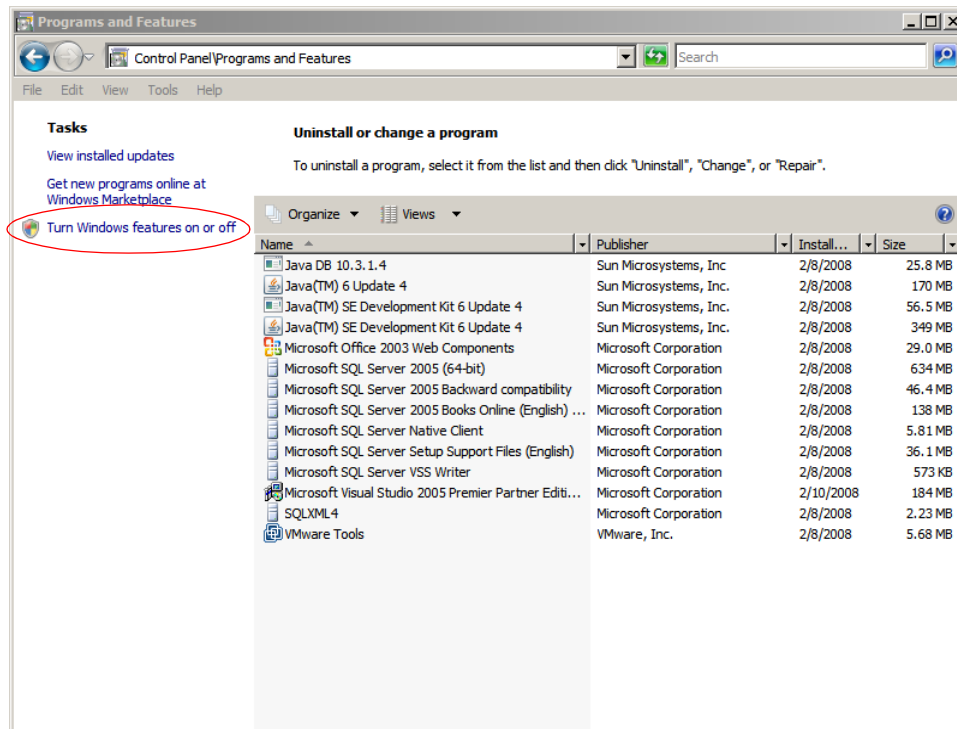 Programs and Features
Control Panel\Programs and Features
Search
File Edit View Tools Help
Tasks
View installed updates
Get new programs online at
Windows Marketplace
Turn Windows features on or off
Uninstall or change a program
To uninstall a program, select it from the list and then click "Uninstall", "Change", or "Repair".
Organize Views
Name Publisher Install... Size
Java DB 10.3.1.4 Sun Microsystems, Inc 2/8/2008 25.8 MB
Java(TM) 6 Update 4 Sun Microsystems, Inc. 2/8/2008 170 MB
Java(TM) SE Development Kit 6 Update 4 Sun Microsystems, Inc. 2/8/2008 56.5 MB
Java(TM) SE Development Kit 6 Update 4 Sun Microsystems, Inc. 2/8/2008 349 MB
Microsoft Office 2003 Web Components Microsoft Corporation 2/8/2008 29.0 MB
Microsoft SQL Server 2005 (64-bit) Microsoft Corporation 2/8/2008 634 MB
Microsoft SQL Server 2005 Backward compatibility Microsoft Corporation 2/8/2008 46.4 MB
Microsoft SQL Server 2005 Books Online (English) ... Microsoft Corporation 2/8/2008 138 MB
Microsoft SQL Server Native Client Microsoft Corporation 2/8/2008 5.81 MB
Microsoft SQL Server Setup Support Files (English) Microsoft Corporation 2/8/2008 36.1 MB
Microsoft SQL Server VSS Writer Microsoft Corporation 2/8/2008 573 KB
Microsoft Visual Studio 2005 Premier Partner Editi... Microsoft Corporation 2/10/2008 184 MB
SQLXML4 Microsoft Corporation 2/8/2008 2.23 MB
VMware Tools VMware, Inc. 2/8/2008 5.68 MB